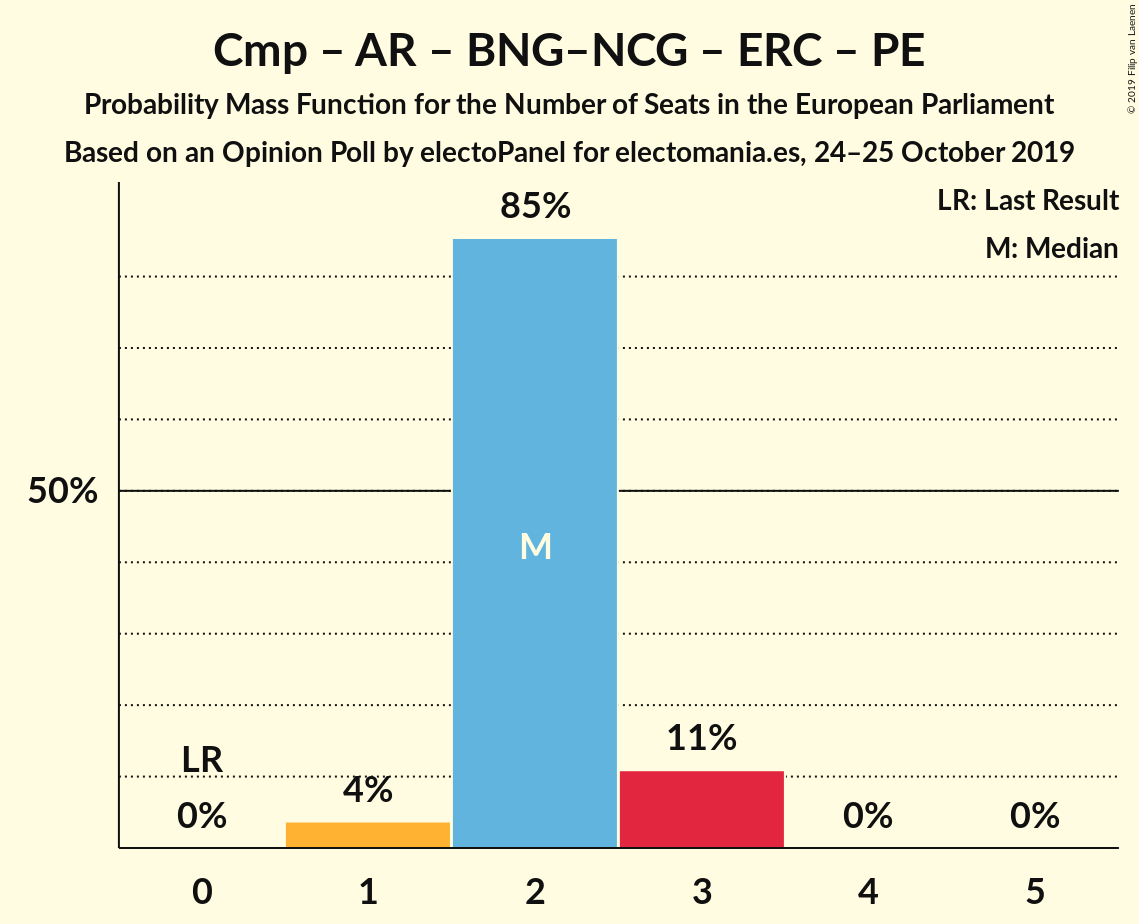 Cmp – AR – BNG–NCG – ERC – PE
Probability Mass Function for the Number of Seats in the European Parliament
Based on an Opinion Poll by electoPanel for electomania.es, 24–25 October 2019
© 2019 Filip van Laenen
LR: Last Result
M: Median
85%
50%
M
11%
LR
4%
0%
0%
0%
0
1
2
3
4
5